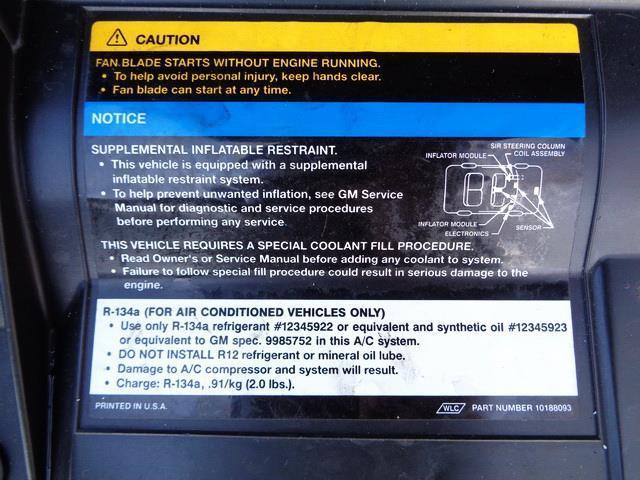 CAUTION
FAN BLADE STARTS WITHOUT ENGINE RUNNING.
• To help avoid personal injury, keep hands clear.
• Fan blade can start at any time.
NOTICE
SUPPLEMENTAL INFLATABLE RESTRAINT.
• This vehicle is equipped with a supplemental
inflatable restraint system.
• To help prevent unwanted inflation, see GM Service
Manual for diagnostic and service procedures
before performing any service.
SIR STEERING COLUMN
COIL ASSEMBLY
INFLATOR MODULE
INFLATOR MODULE
ELECTRONICS
SENSOR
THIS VEHICLE REQUIRES A SPECIAL COOLANT FILL PROCEDURE.
• Read Owner's or Service Manual before adding any coolant to system.
• Failure to follow special fill procedure could result in serious damage to the
engine.
R-134a (FOR AIR CONDITIONED VEHICLES ONLY)
• Use only R-134a refrigerant #12345922 or equivalent and synthetic oil #12345923
or equivalent to GM spec. 9985752 in this A/C system.
• DO NOT INSTALL R12 refrigerant or mineral oil lube.
• Damage to A/C compressor and system will result.
• Charge: R-134a, .91/kg (2.0 lbs.).
PRINTED IN U.S.A.
WLC PART NUMBER 10188093